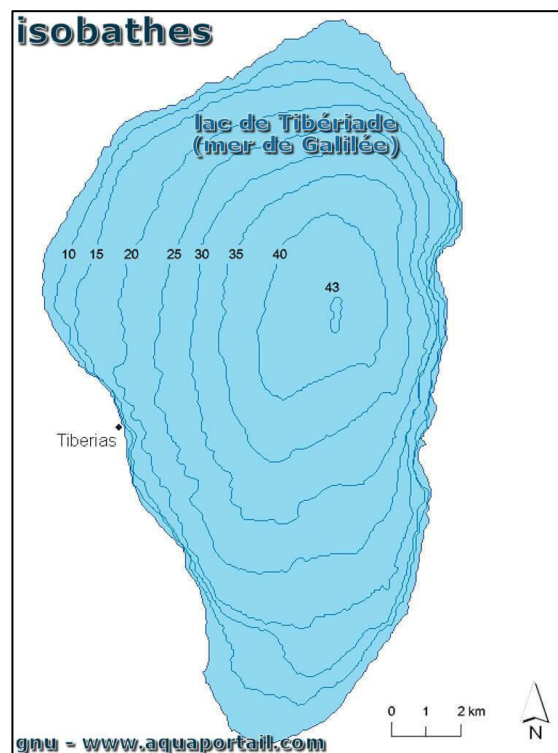 isobathes
lac de Tibériade
(mer de Galilée)
10 15 20 25 30 35 40
43
Tiberias
0 1 2 km
N
gnu - www.aquaportail.com